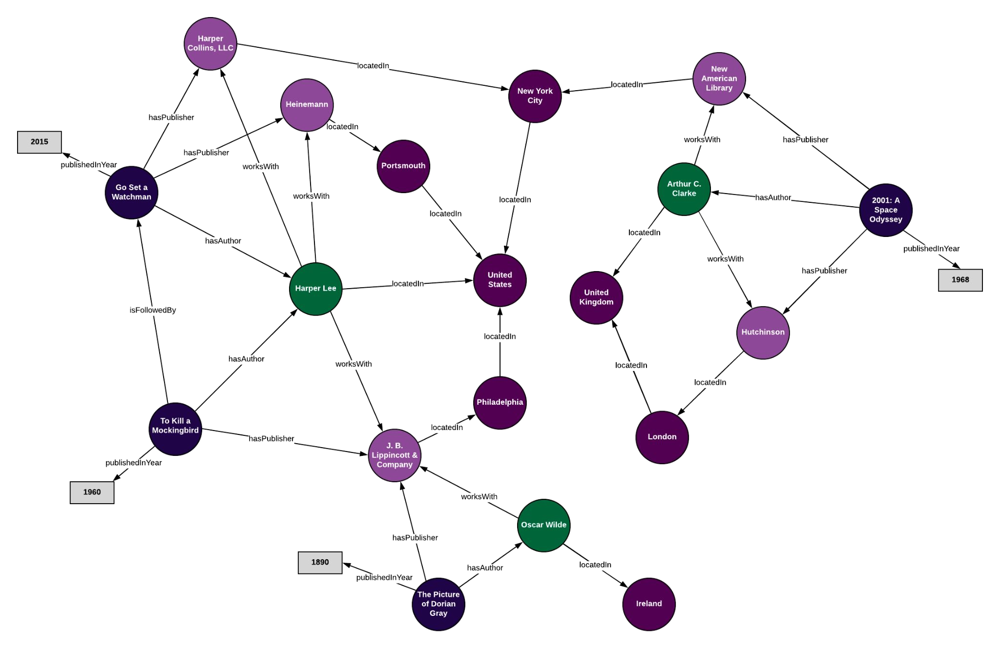 Harper
Collins, LLC
locatedIn
New
American
Library
New York
City
locatedIn
Heinemann
hasPublisher
locatedIn
2015
publishedInYear
hasPublisher
worksWith
Portsmouth
worksWith
hasPublisher
Go Set a
Watchman
worksWith
locatedIn
locatedIn
Arthur C.
Clarke
hasAuthor
2001: A
Space
Odyssey
locatedIn
hasAuthor
worksWith
publishedInYear
hasPublisher
1968
United
States
Harper Lee
locatedIn
United
Kingdom
isFollowedBy
Hutchinson
locatedIn
hasAuthor
worksWith
locatedIn
locatedIn
Philadelphia
To Kill a
Mockingbird
locatedIn
London
hasPublisher
J. B.
Lippincott &
Company
publishedInYear
1960
worksWith
Oscar Wilde
hasPublisher
1890
publishedInYear
hasAuthor
locatedIn
The Picture
of Dorian
Gray
Ireland